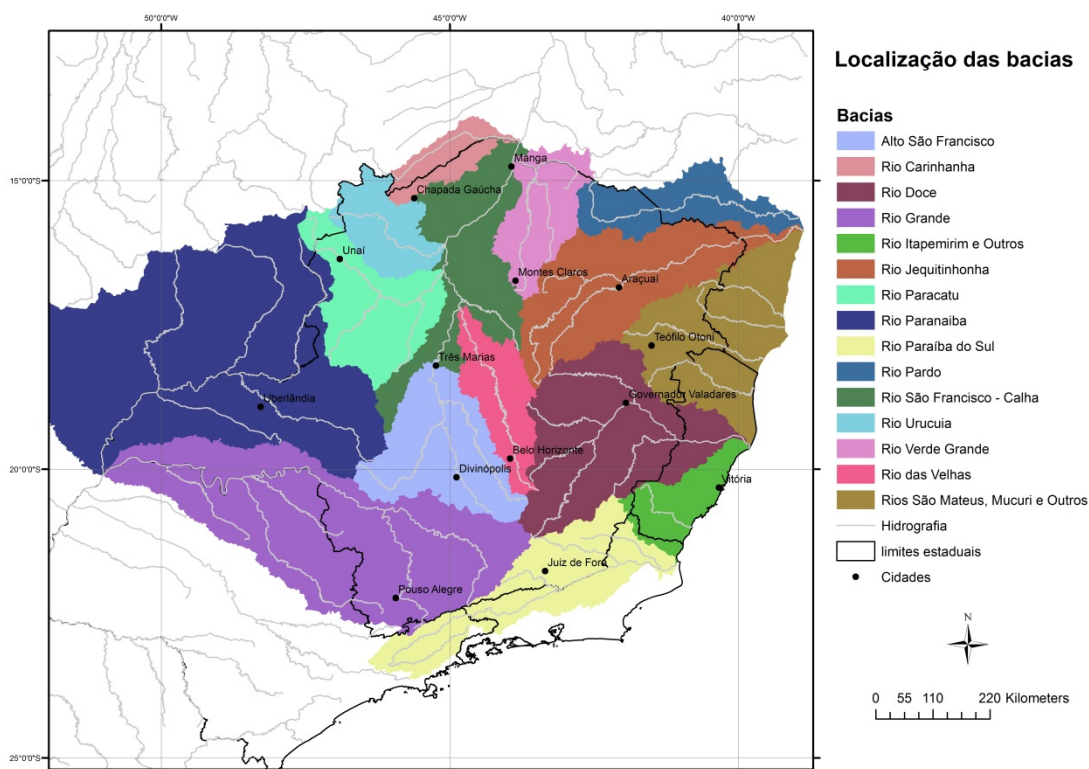 50°0'0"W
45°0'0"W
40°0'0"W
15°0'0"S
20°0'0"S
25°0'0"S
Manga
Chapada Gaúcha
Unaí
Montes Claros
Araçuaí
Teófilo Otoni
Três Marias
Uberlândia
Governador Valadares
Belo Horizonte
Divinópolis
Vitória
Juiz de Fora
Pouso Alegre
Localização das bacias
Bacias
Alto São Francisco
Rio Carinhanha
Rio Doce
Rio Grande
Rio Itapemirim e Outros
Rio Jequitinhonha
Rio Paracatu
Rio Paranaiba
Rio Paraíba do Sul
Rio Pardo
Rio São Francisco - Calha
Rio Urucuia
Rio Verde Grande
Rio das Velhas
Rios São Mateus, Mucuri e Outros
Hidrografia
limites estaduais
Cidades
N
0 55 110 220 Kilometers